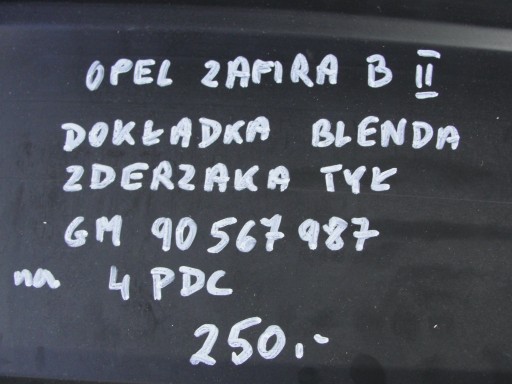 OPEL ZAFIRA B II
DOKŁADKA BLENDA
ZDERZAKA TYŁ
GM 90 567 987
na 4 PDC
250.-